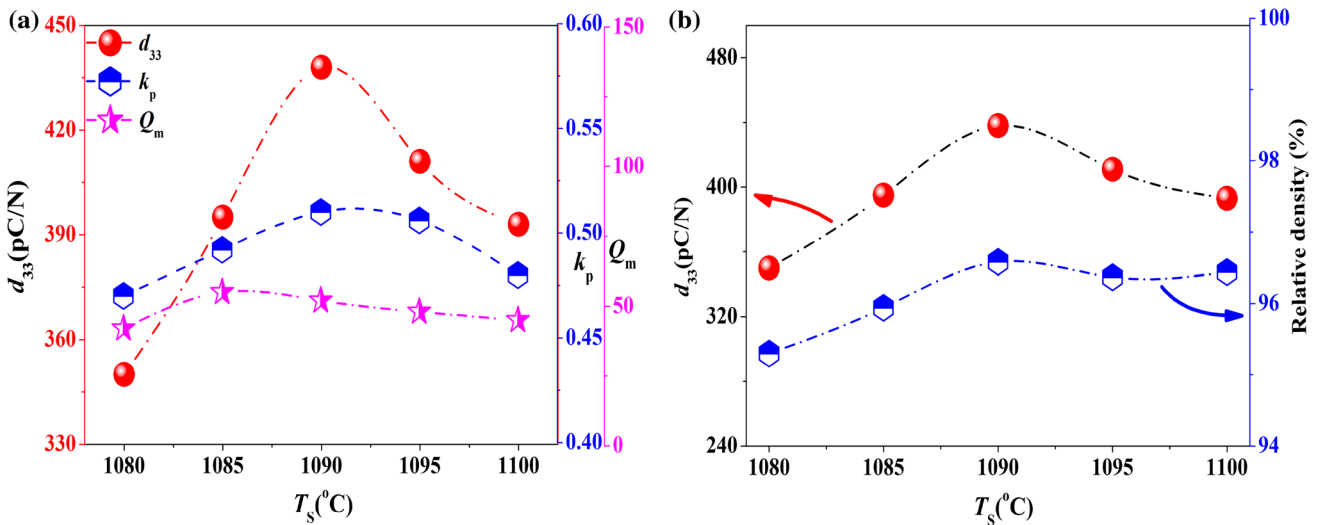 (a)
450
420
390
360
330
d33(pC/N)
d33
kp
Qm
1080
1085
1090
1095
1100
TS(oC)
0.60
0.55
0.50
0.45
0.40
kp
150
100
50
0
Qm
(b)
480
400
320
240
d33(pC/N)
1080
1085
1090
1095
1100
TS(oC)
100
98
96
94
Relative density (%)